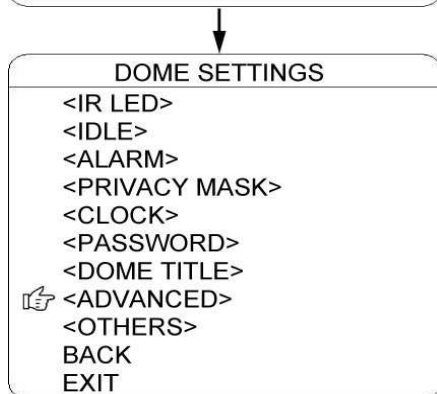 DOME SETTINGS
<IR LED>
<IDLE>
<ALARM>
<PRIVACY MASK>
<CLOCK>
<PASSWORD>
<DOME TITLE>
<ADVANCED>
<OTHERS>
BACK
EXIT